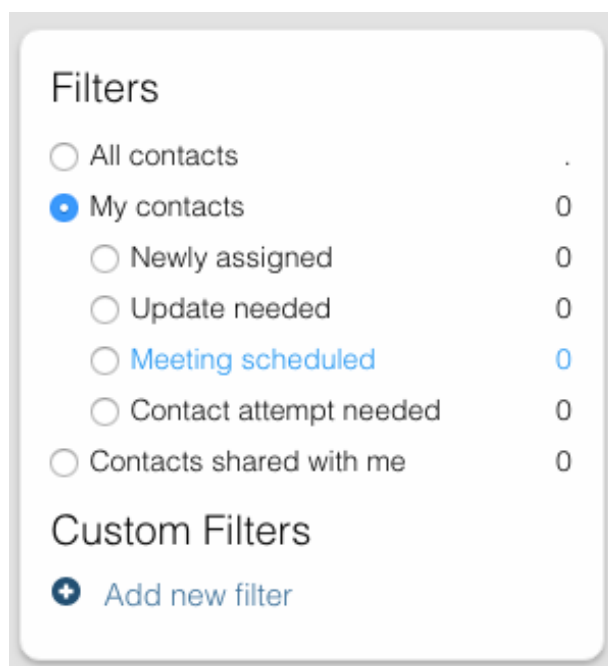 Filters
All contacts .
My contacts 0
Newly assigned 0
Update needed 0
Meeting scheduled 0
Contact attempt needed 0
Contacts shared with me 0
Custom Filters
Add new filter